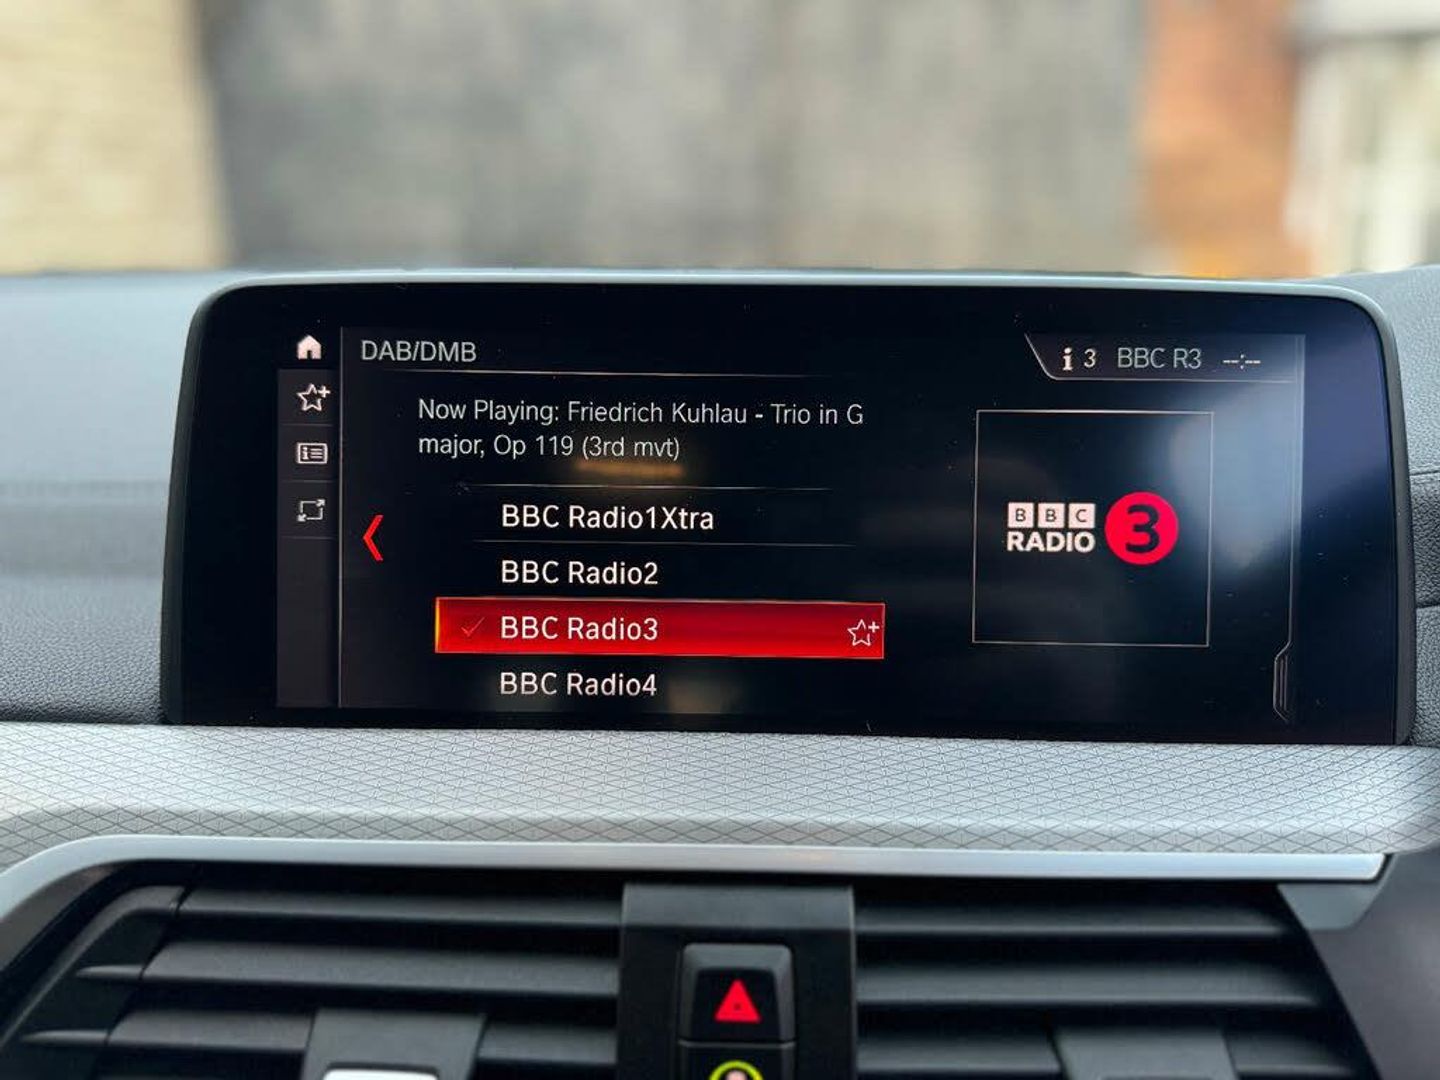 DAB/DMB
i 3 BBC R3 --:--
Now Playing: Friedrich Kuhlau - Trio in G
major, Op 119 (3rd mvt)
BBC Radio1Xtra
BBC Radio2
BBC Radio3
BBC Radio4
BBC
RADIO 3